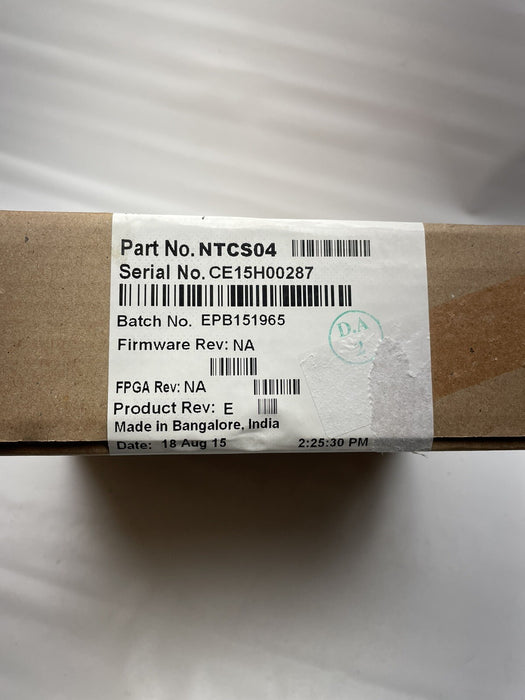 Part No. NTCS04
Serial No. CE15H00287
Batch No. EPB151965
D.A
Firmware Rev: NA
FPGA Rev: NA
Product Rev: E
Made in Bangalore, India
Date: 18 Aug 15 2:25:30 PM